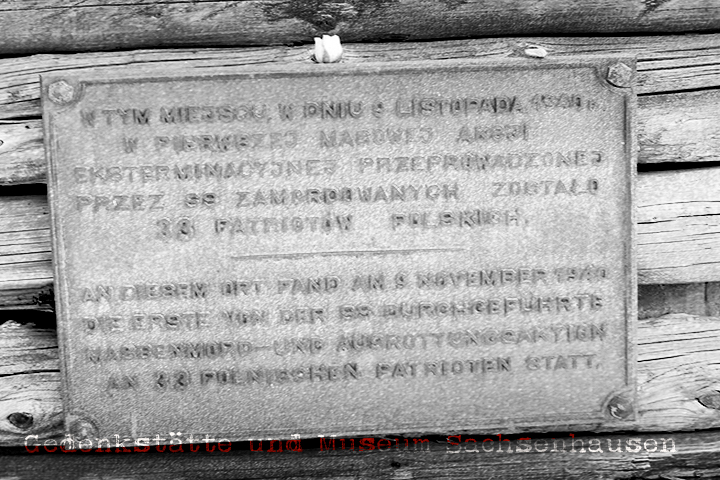 W TYM MIEJSCU, W DNIU 9 LISTOPADA 1940 R.
W PIERWSZEJ MASOWEJ AKCJI
EKSTERMINACYJNEJ PRZEPROWADZONEJ
PRZEZ SS ZAMORDOWANYCH ZOSTAŁO
33 PATRIOTÓW POLSKICH.
AN DIESEM ORT FAND AM 9 NOVEMBER 1940
DIE ERSTE VON DER SS DURCHGEFÜHRTE
MASSENMORD-UND AUSROTTUNGSAKTION
AN 33 POLNISCHEN PATRIOTEN STATT.
Gedenkstätte und Museum Sachsenhausen